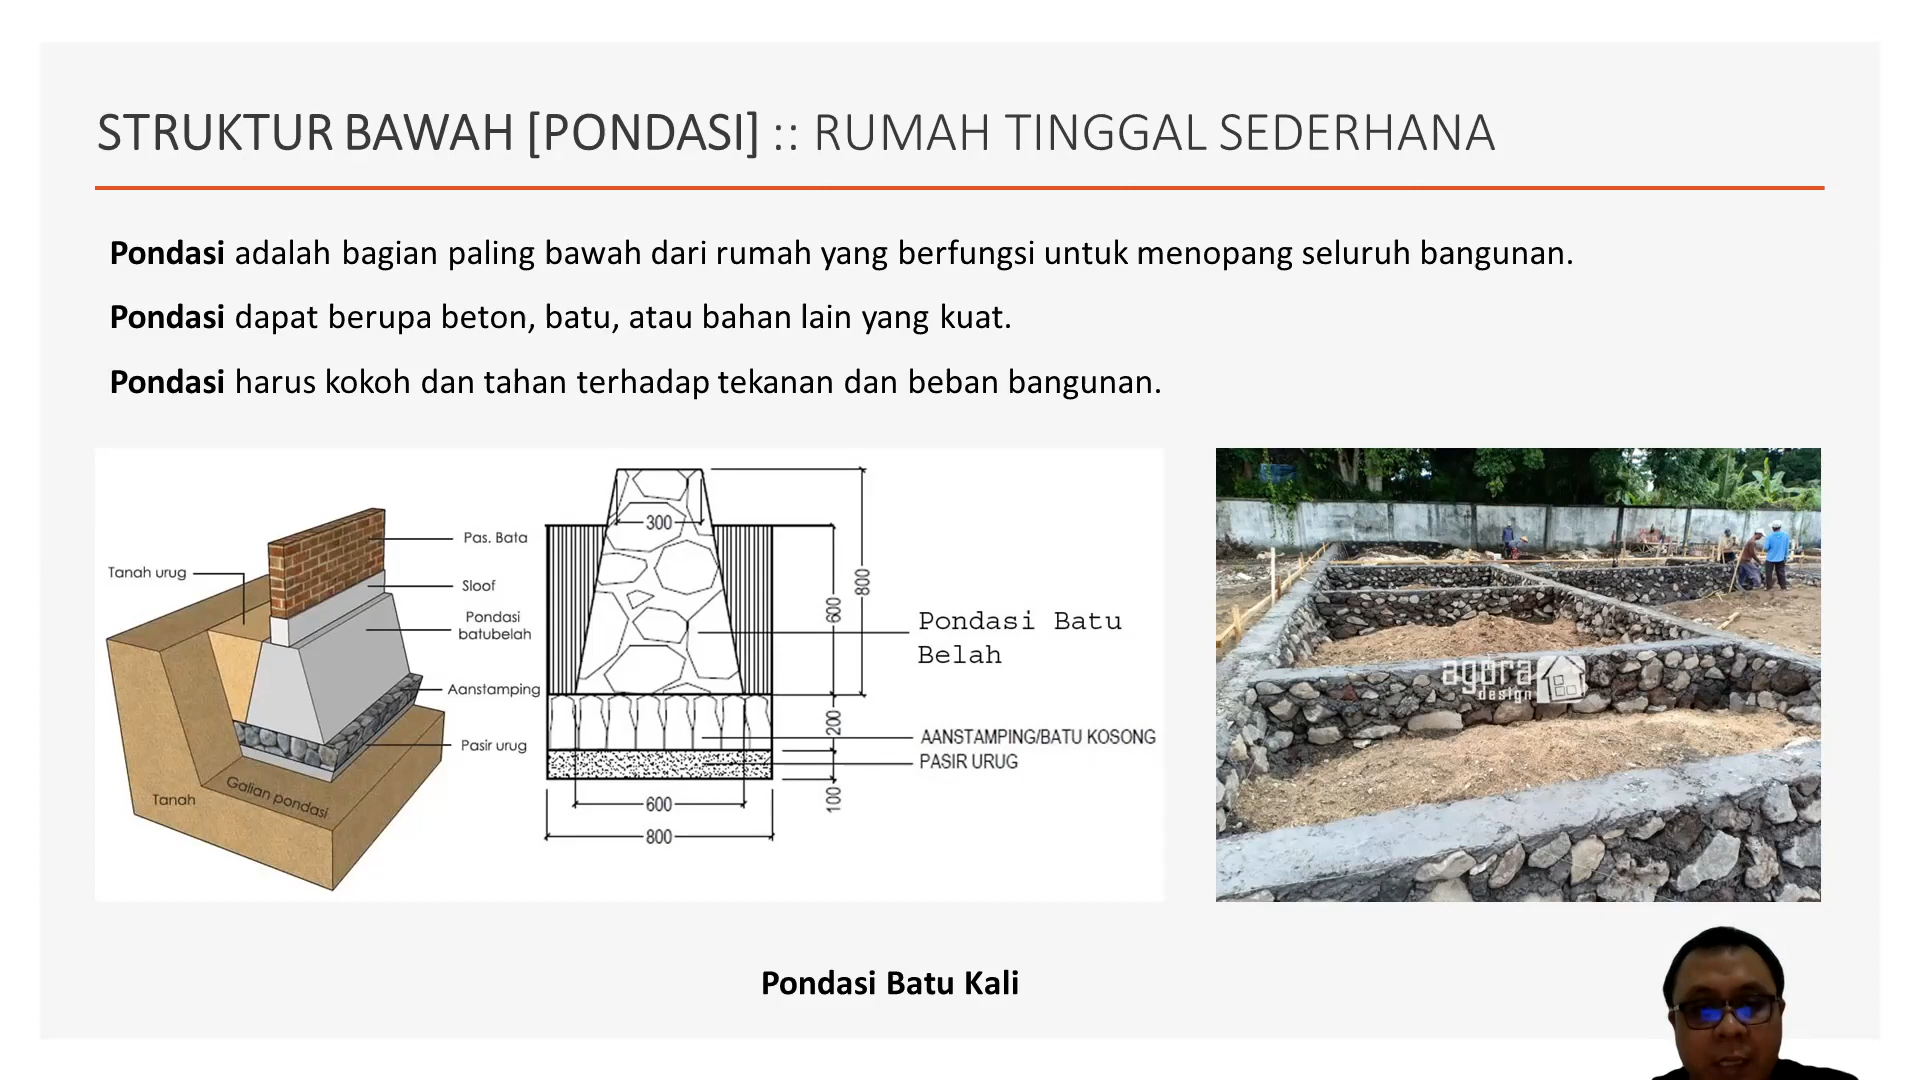 STRUKTUR BAWAH [PONDASI] :: RUMAH TINGGAL SEDERHANA
Pondasi adalah bagian paling bawah dari rumah yang berfungsi untuk menopang seluruh bangunan.
Pondasi dapat berupa beton, batu, atau bahan lain yang kuat.
Pondasi harus kokoh dan tahan terhadap tekanan dan beban bangunan.
Tanah urug
Pas. Bata
Sloof
Pondasi
batubelah
Aanstamping
Pasir urug
Galian pondasi
Tanah
300
600
800
200
100
600
800
Pondasi Batu
Belah
AANSTAMPING/BATU KOSONG
PASIR URUG
agora
design
Pondasi Batu Kali